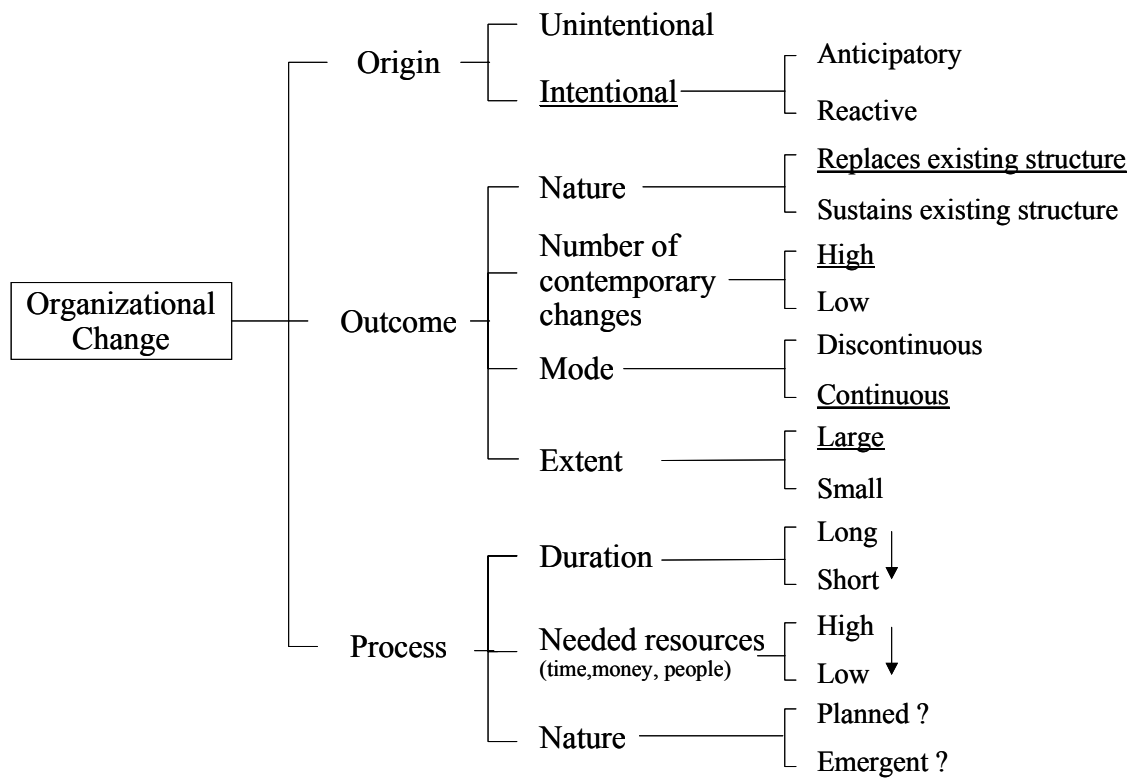 Organizational
Change
Origin
Unintentional
Intentional
Anticipatory
Reactive
Outcome
Nature
Replaces existing structure
Sustains existing structure
Number of
contemporary
changes
High
Low
Mode
Discontinuous
Continuous
Extent
Large
Small
Process
Duration
Long
Short
Needed resources
(time,money, people)
High
Low
Nature
Planned ?
Emergent ?